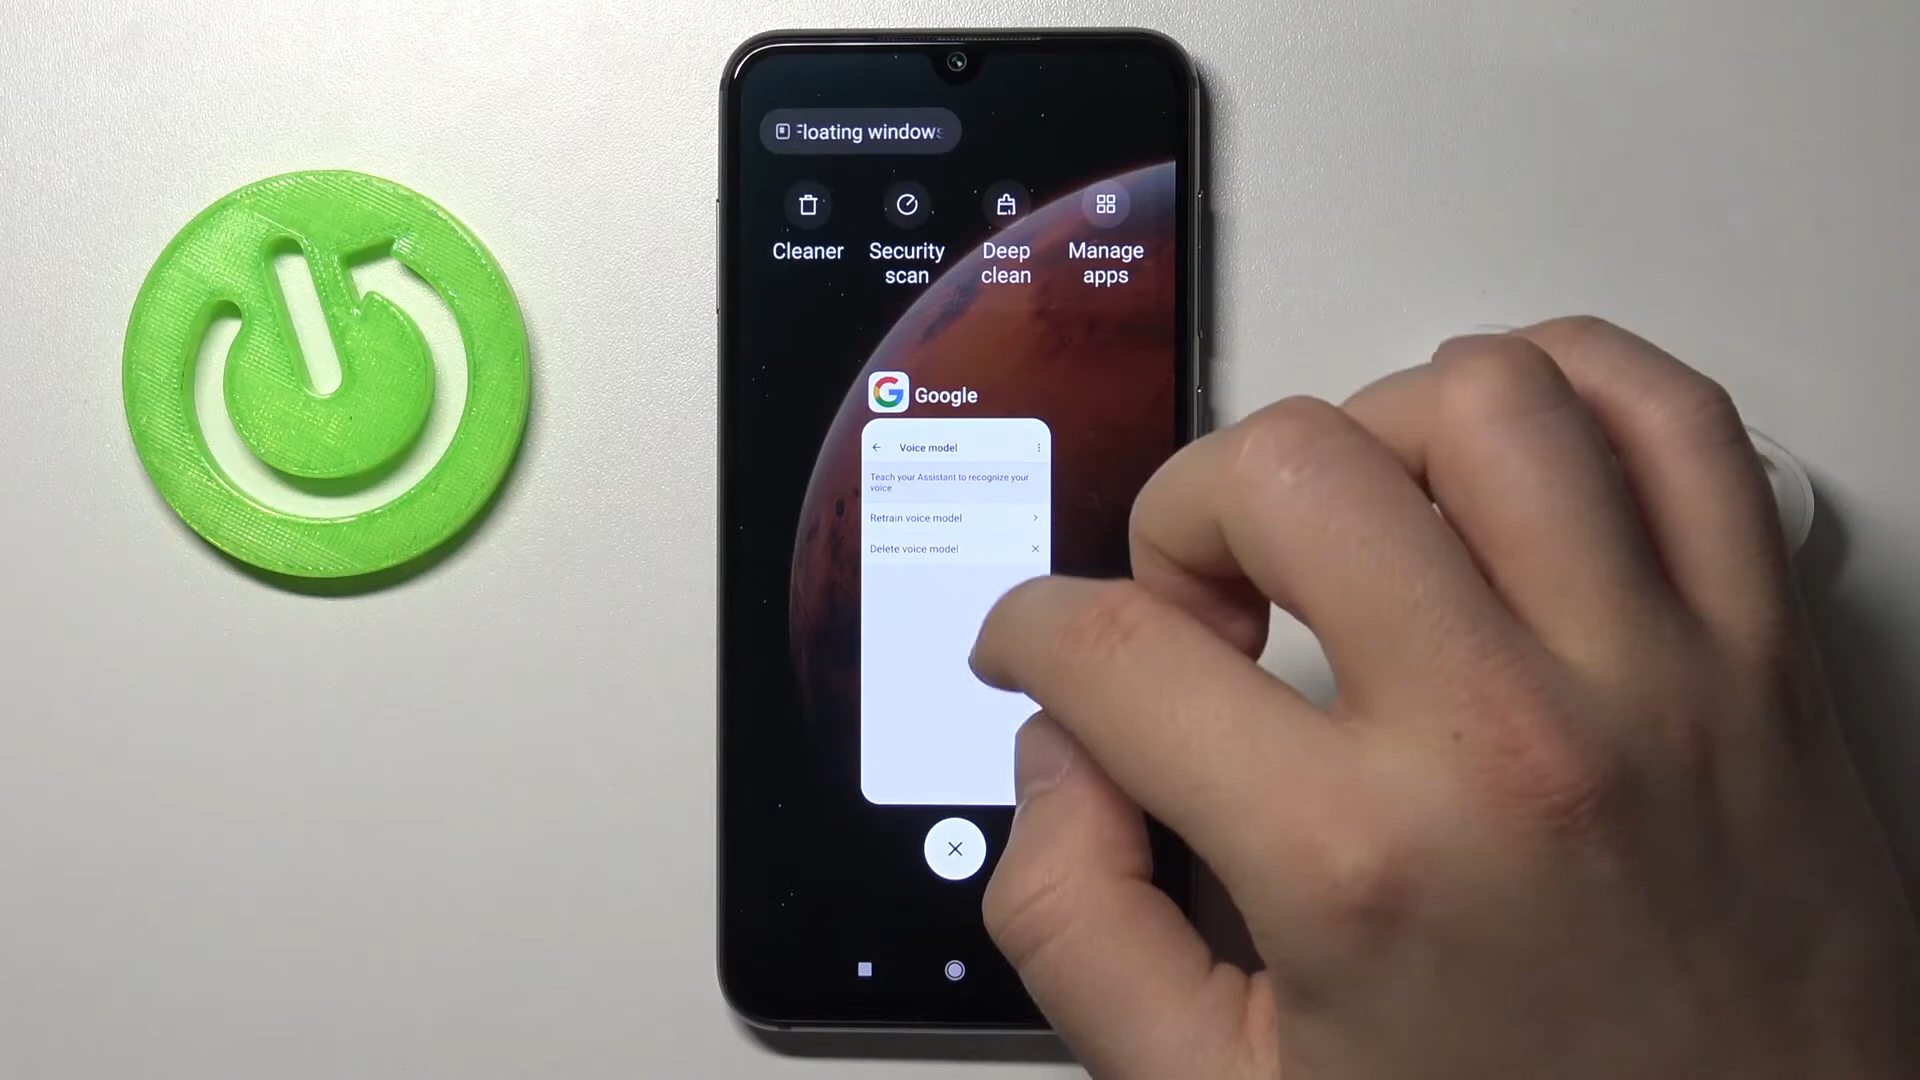 Floating windows
Cleaner
Security
scan
Deep
clean
Manage
apps
Google
Voice model
Teach your Assistant to recognize your
voice
Retrain voice model
Delete voice model